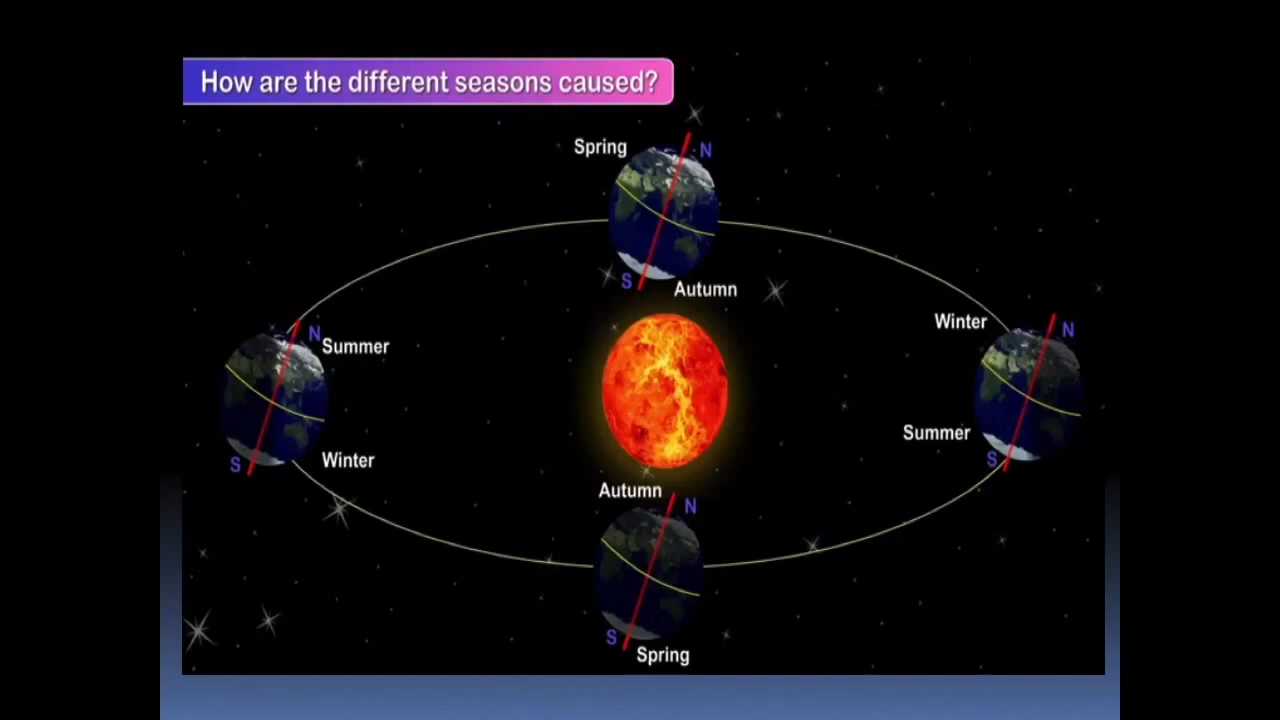 How are the different seasons caused?
Spring
N
S
Autumn
N
Summer
S
Winter
Winter
N
Summer
S
Autumn
N
S
Spring